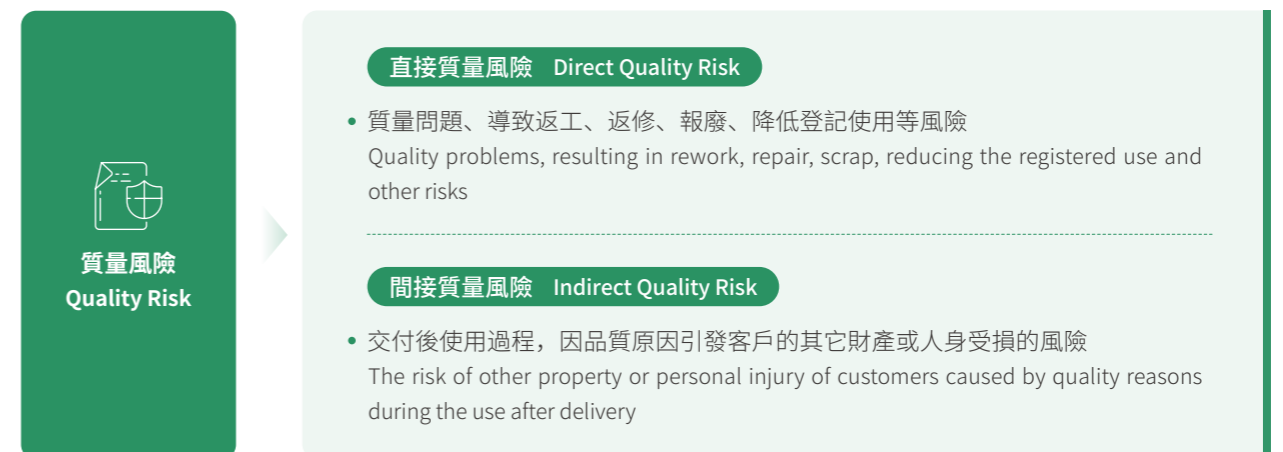 質量風險
Quality Risk
直接質量風險 Direct Quality Risk
• 質量問題、導致返工、返修、報廢、降低登記使用等風險
Quality problems, resulting in rework, repair, scrap, reducing the registered use and
other risks
間接質量風險 Indirect Quality Risk
• 交付後使用過程，因品質原因引發客戶的其它財產或人身受損的風險
The risk of other property or personal injury of customers caused by quality reasons
during the use after delivery